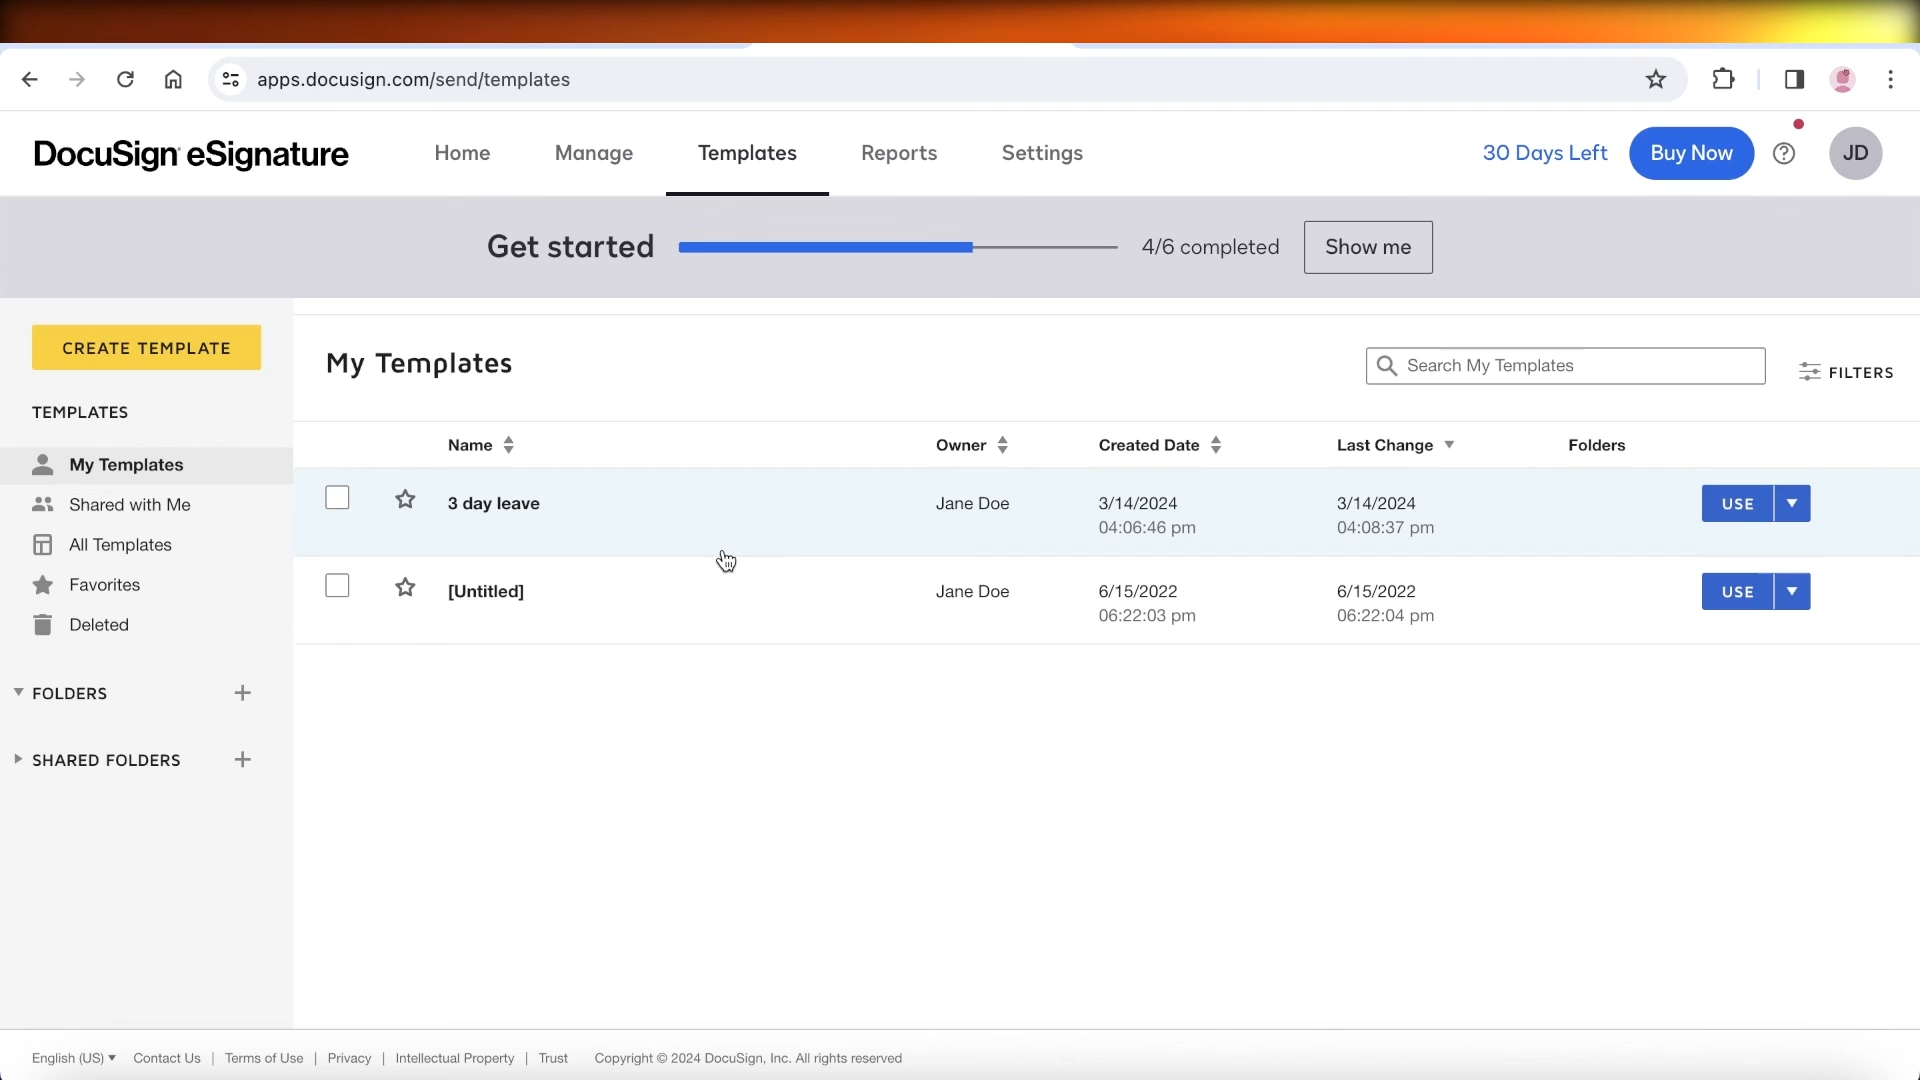 apps.docusign.com/send/templates
DocuSign eSignature
Home
Manage
Templates
Reports
Settings
30 Days Left
Buy Now
JD
Get started
4/6 completed
Show me
CREATE TEMPLATE
TEMPLATES
My Templates
Shared with Me
All Templates
Favorites
Deleted
FOLDERS
SHARED FOLDERS
My Templates
Search My Templates
FILTERS
Name
Owner
Created Date
Last Change
Folders
3 day leave
Jane Doe
3/14/2024
04:06:46 pm
3/14/2024
04:08:37 pm
USE
[Untitled]
Jane Doe
6/15/2022
06:22:03 pm
6/15/2022
06:22:04 pm
USE
English (US) Contact Us | Terms of Use | Privacy | Intellectual Property | Trust Copyright © 2024 DocuSign, Inc. All rights reserved